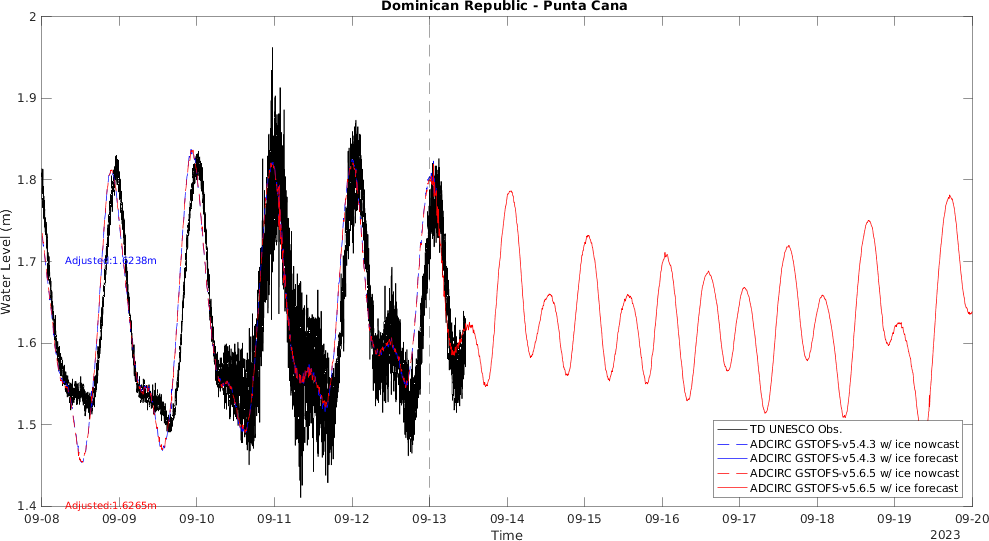 Dominican Republic - Punta Cana
Water Level (m)
2
1.9
1.8
1.7
1.6
1.5
1.4
Adjusted:1.6238m
Adjusted:1.6265m
TD UNESCO Obs.
ADCIRC GSTOFS-v5.4.3 w/ ice nowcast
ADCIRC GSTOFS-v5.4.3 w/ ice forecast
ADCIRC GSTOFS-v5.6.5 w/ ice nowcast
ADCIRC GSTOFS-v5.6.5 w/ ice forecast
09-08 09-09 09-10 09-11 09-12 09-13 09-14 09-15 09-16 09-17 09-18 09-19 09-20
Time
2023